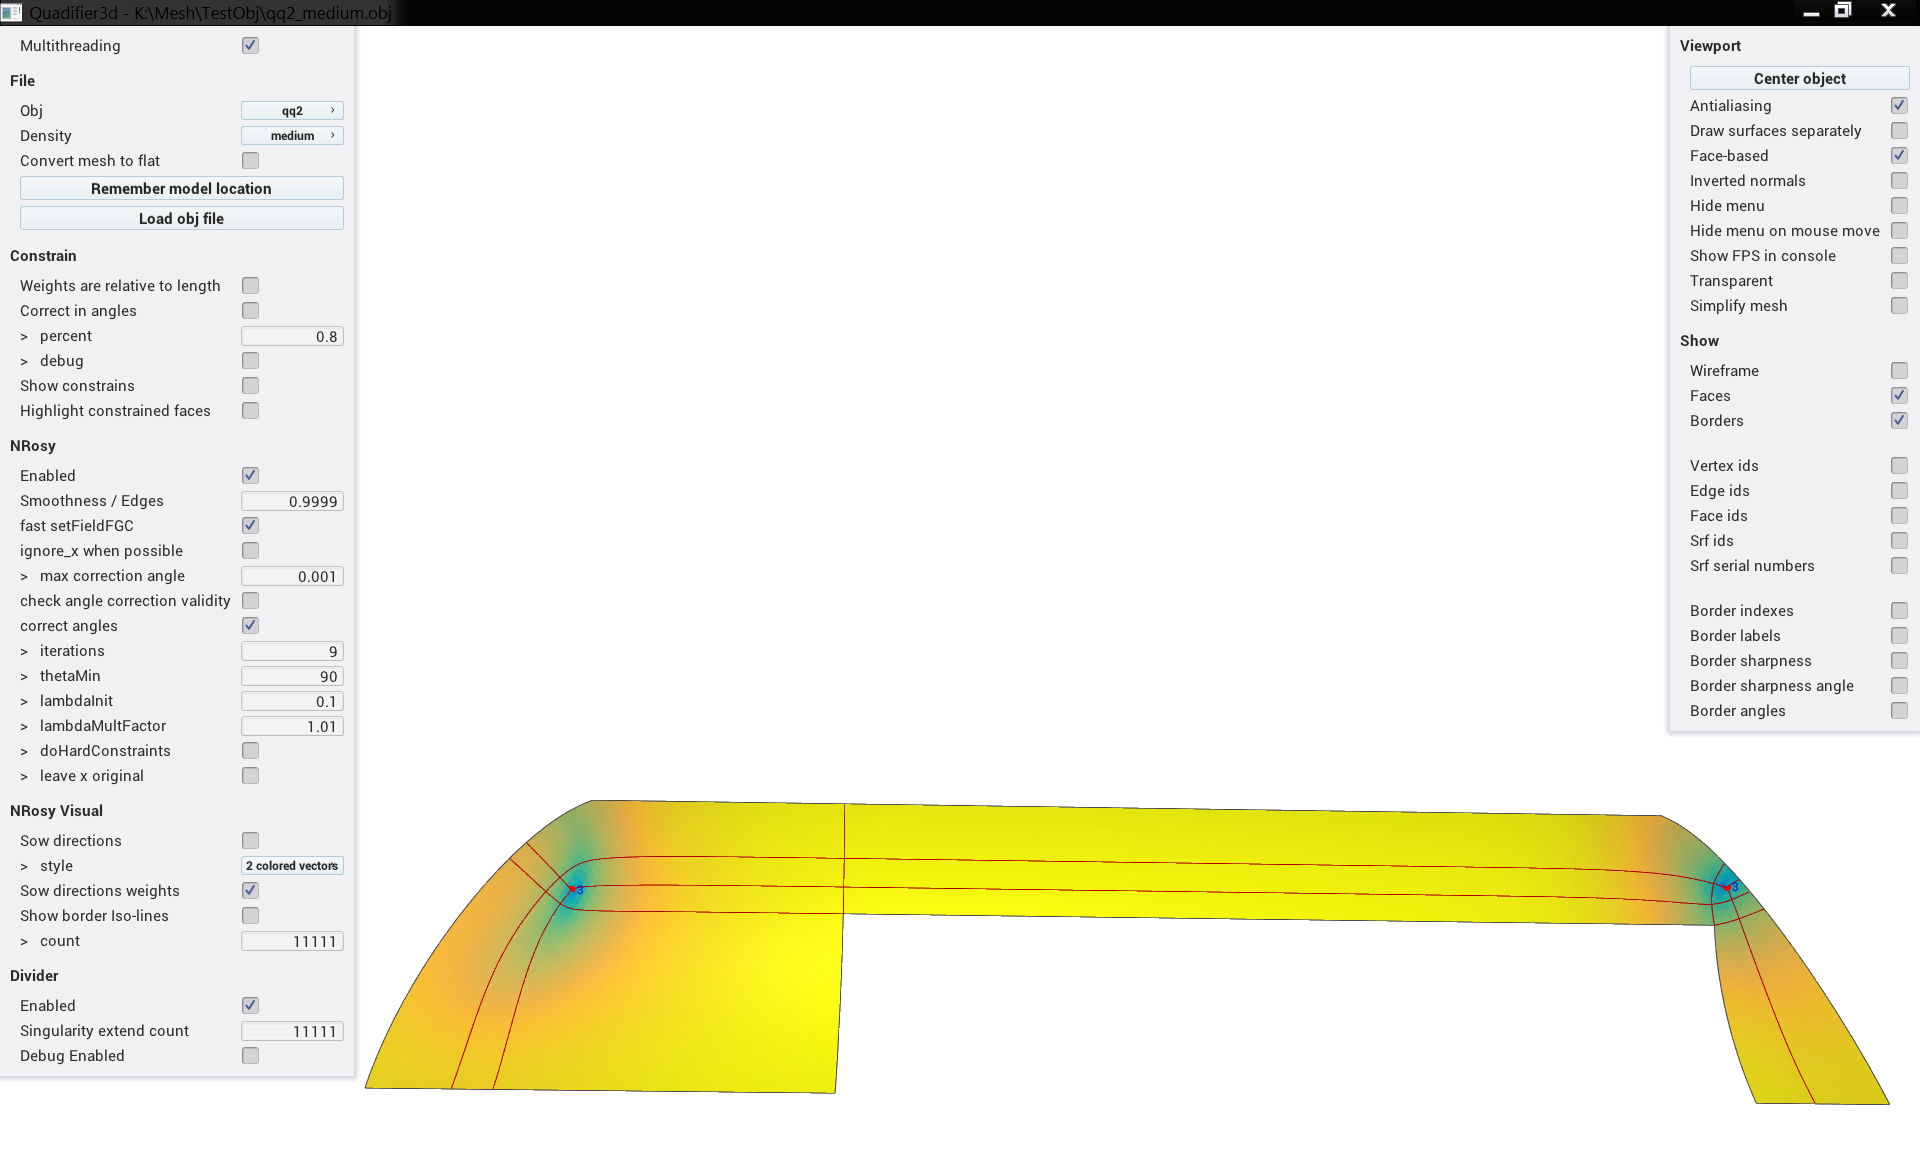 Quadifier3d - K:\Mesh\TestObj\qq2_medium.obj
Multithreading
File
Obj qq2 ›
Density medium ›
Convert mesh to flat
Remember model location
Load obj file
Constrain
Weights are relative to length
Correct in angles
> percent 0.8
> debug
Show constrains
Highlight constrained faces
NRosy
Enabled
Smoothness / Edges 0.9999
fast setFieldFGC
ignore_x when possible
> max correction angle 0.001
check angle correction validity
correct angles
> iterations 9
> thetaMin 90
> lambdaInit 0.1
> lambdaMultFactor 1.01
> doHardConstraints
> leave x original
NRosy Visual
Sow directions
> style 2 colored vectors
Sow directions weights
Show border Iso-lines
> count 11111
Divider
Enabled
Singularity extend count 11111
Debug Enabled
3
3
Viewport
Center object
Antialiasing
Draw surfaces separately
Face-based
Inverted normals
Hide menu
Hide menu on mouse move
Show FPS in console
Transparent
Simplify mesh
Show
Wireframe
Faces
Borders
Vertex ids
Edge ids
Face ids
Srf ids
Srf serial numbers
Border indexes
Border labels
Border sharpness
Border sharpness angle
Border angles